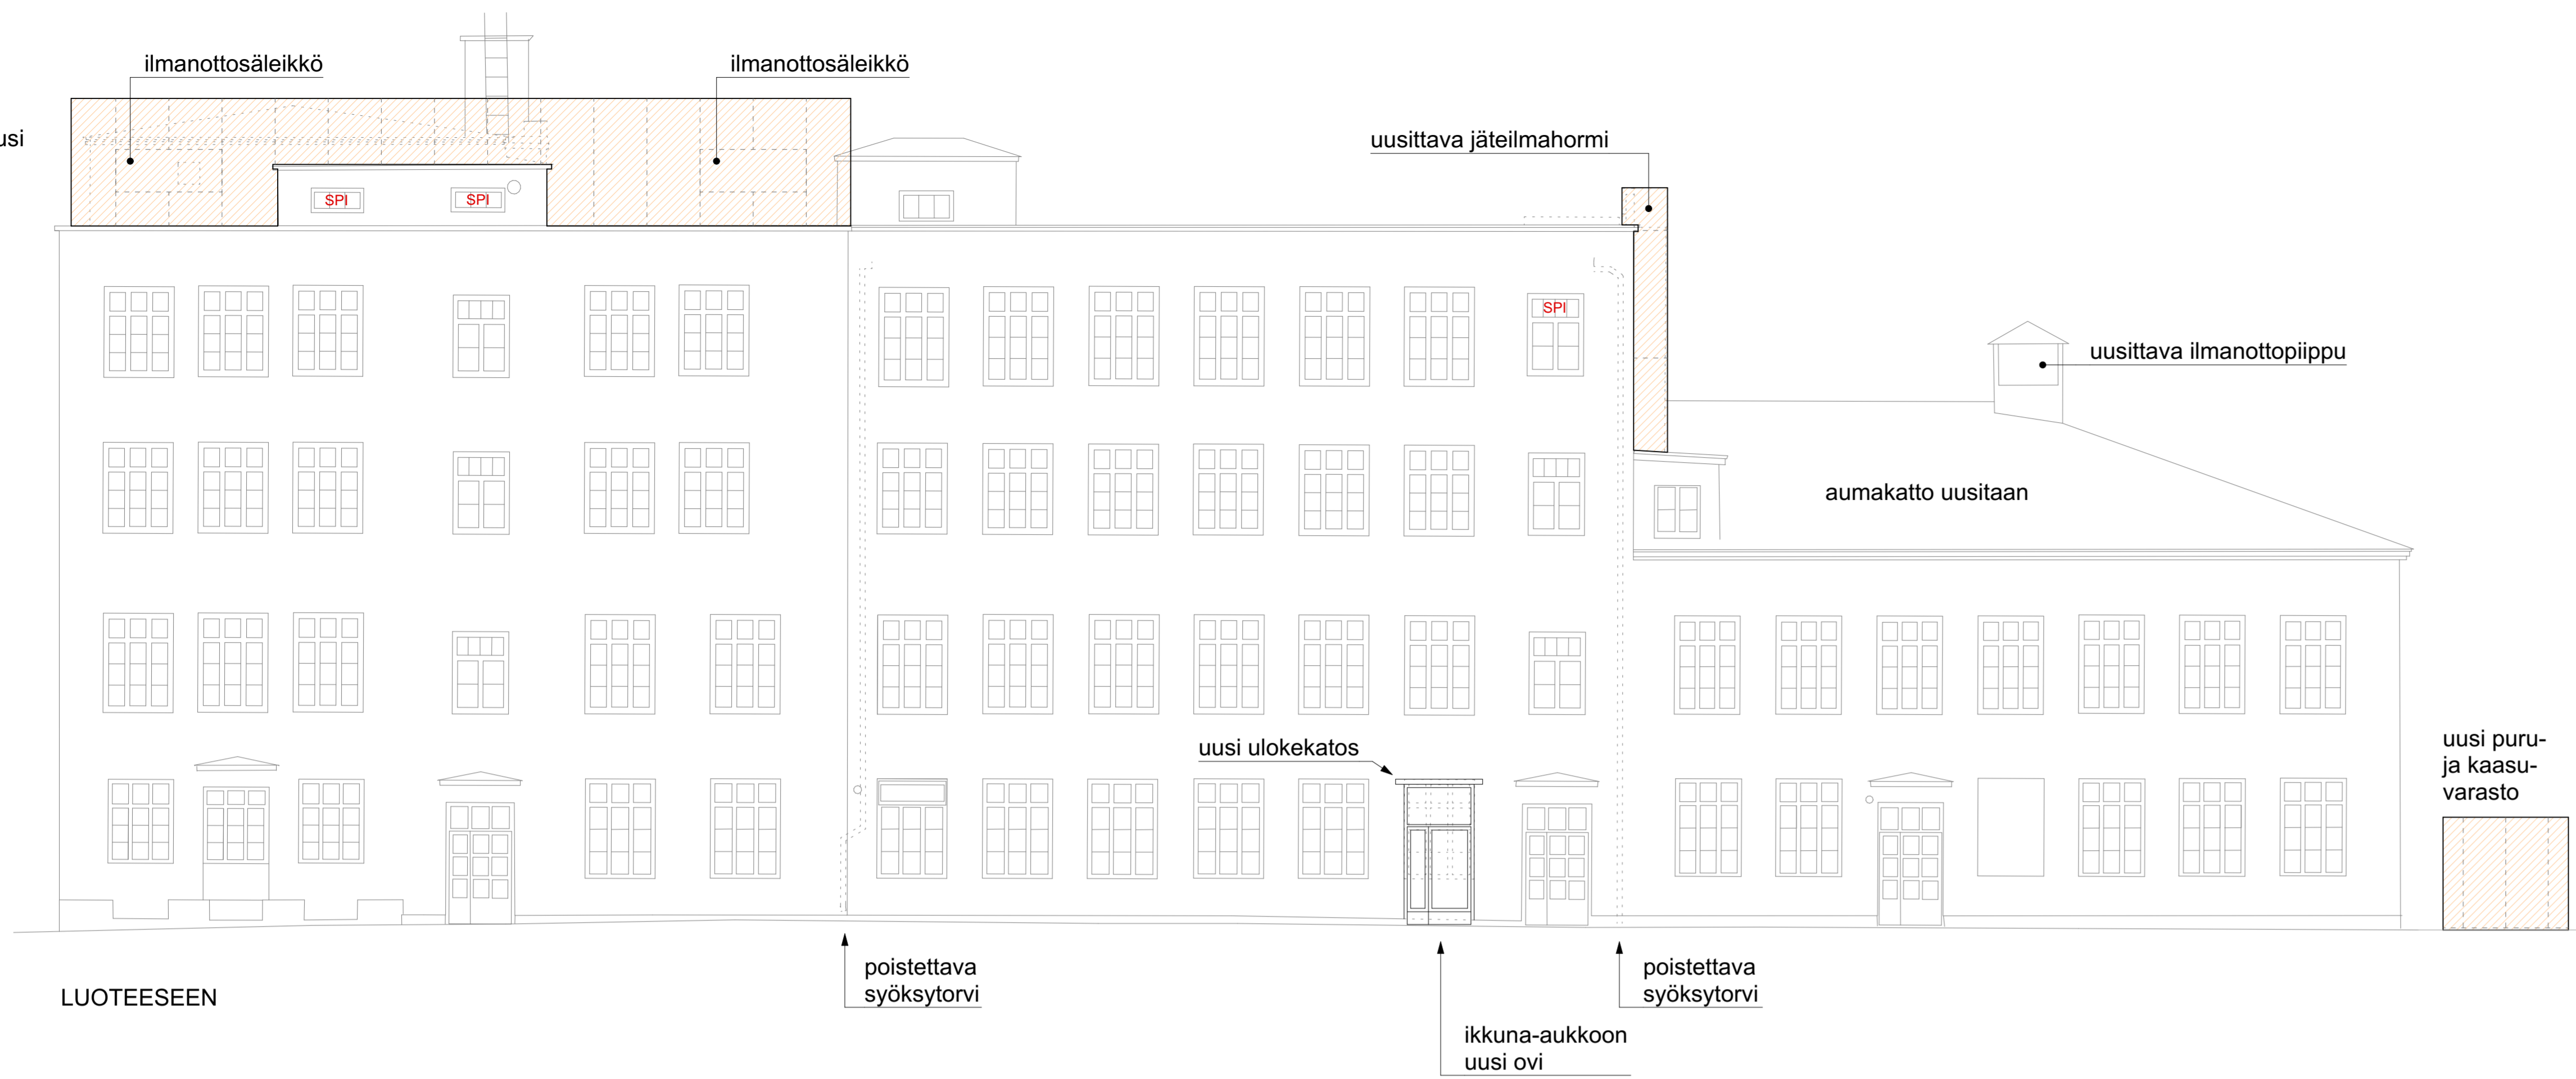 ilmanottosäleikkö
ilmanottosäleikkö
usi
uusittava jäteilmahormi
SPI
SPI
SPI
uusittava ilmanottopiippu
aumakatto uusitaan
uusi ulokekatos
uusi puru-
ja kaasu-
varasto
poistettava
syöksytorvi
poistettava
syöksytorvi
LUOTEESEEN
ikkuna-aukkoon
uusi ovi